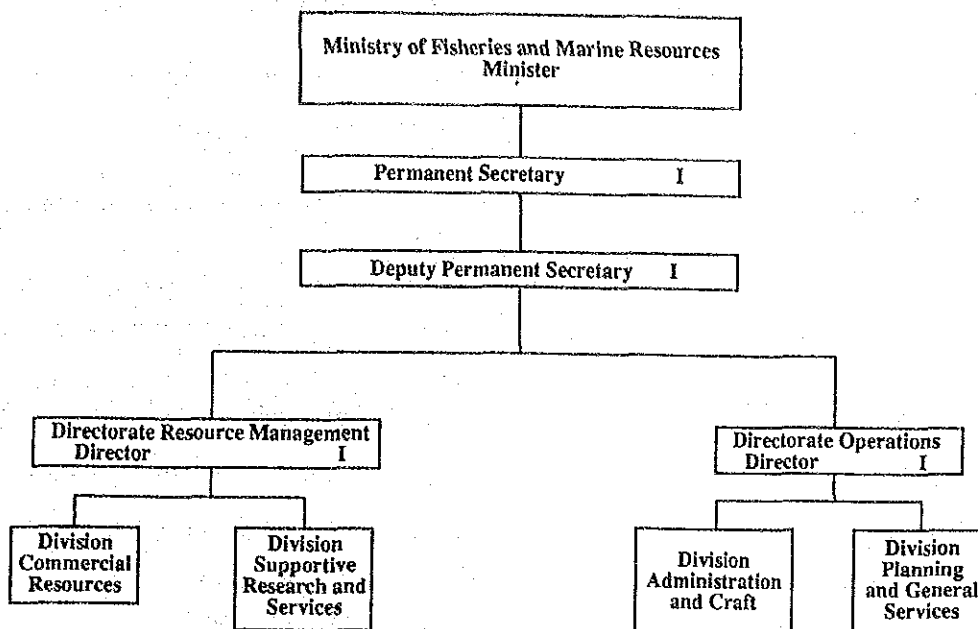 Ministry of Fisheries and Marine Resources
Minister
Permanent Secretary I
Deputy Permanent Secretary I
Directorate Resource Management
Director I
Directorate Operations
Director I
Division
Commercial
Resources
Division
Supportive
Research and
Services
Division
Administration
and Craft
Division
Planning
and General
Services